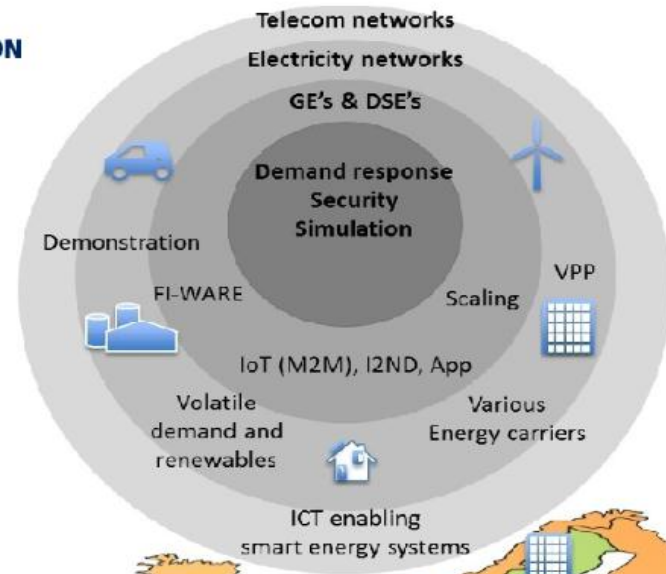 ON
Telecom networks
Electricity networks
GE's & DSE's
Demand response
Security
Simulation
Demonstration
VPP
FI-WARE
Scaling
IoT (M2M), I2ND, App
Volatile
demand and
renewables
Various
Energy carriers
ICT enabling
smart energy systems